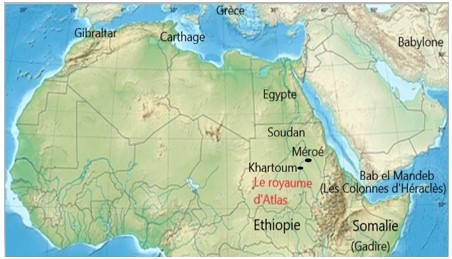 Grèce
Gibraltar
Carthage
Babylone
Egypte
Soudan
Méroé
Khartoum
Le royaume
d'Atlas
Bab el Mandeb
(Les Colonnes d'Héraclès)
Ethiopie
Somalie
(Gadire)